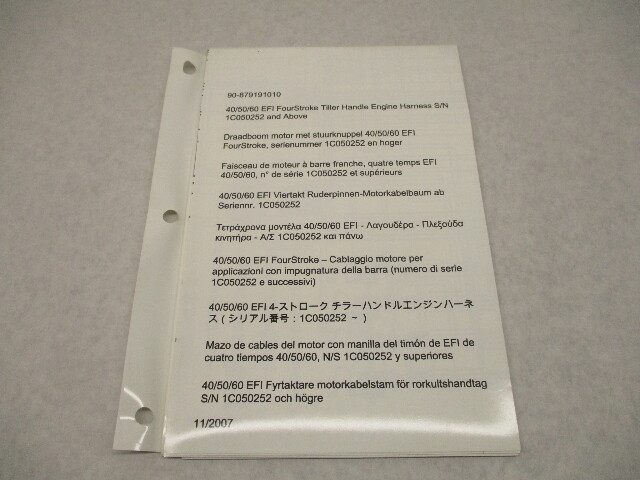 90-879191010
40/50/60 EFI FourStroke Tiller Handle Engine Harness S/N
1C050252 and Above
Draadboom motor met stuurknuppel 40/50/60 EFI
FourStroke, serienummer 1C050252 en hoger
Faisceau de moteur à barre franche, quatre temps EFI
40/50/60, n° de série 1C050252 et supérieurs
40/50/60 EFI Viertakt Ruderpinnen-Motorkabelbaum ab
Seriennr. 1C050252
Τετράχρονα μοντέλα 40/50/60 EFI - Λαγουδέρα - Πλεξούδα
κινητήρα - Α/Σ 1C050252 και πάνω
40/50/60 EFI FourStroke – Cablaggio motore per
applicazioni con impugnatura della barra (numero di serie
1C050252 e successivi)
40/50/60 EFI 4-ストローク チラーハンドルエンジンハーネ
ス ( シリアル番号 : 1C050252 ~ )
Mazo de cables del motor con manilla del timón de EFI de
cuatro tiempos 40/50/60, N/S 1C050252 y superiores
40/50/60 EFI Fyrtaktare motorkabelstam för rorkultshandtag
S/N 1C050252 och högre
11/2007